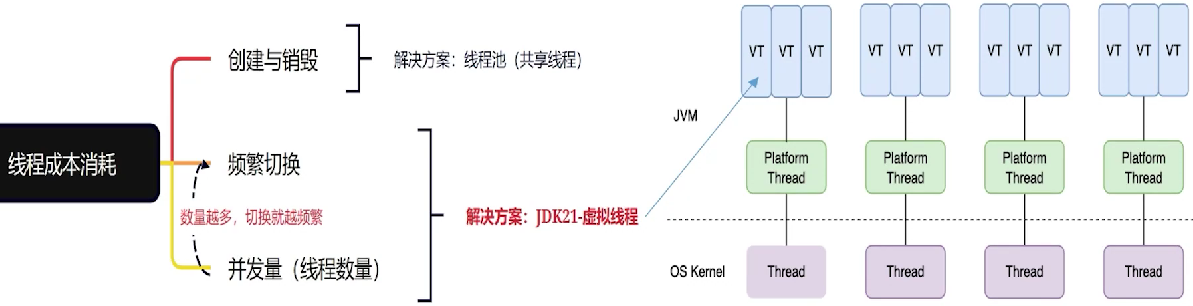 线程成本消耗
创建与销毁
解决方案：线程池（共享线程）
频繁切换
数量越多，切换就越频繁
并发量（线程数量）
解决方案：JDK21-虚拟线程
VT VT VT
VT VT VT
VT VT VT
VT VT VT
JVM
Platform
Thread
Platform
Thread
Platform
Thread
Platform
Thread
OS Kernel
Thread
Thread
Thread
Thread